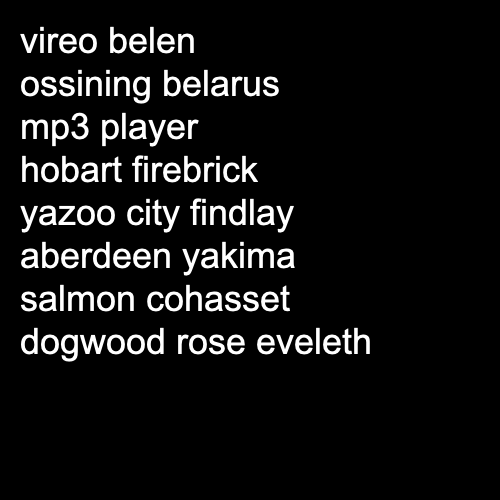 vireo belen
ossining belarus
mp3 player
hobart firebrick
yazoo city findlay
aberdeen yakima
salmon cohasset
dogwood rose eveleth